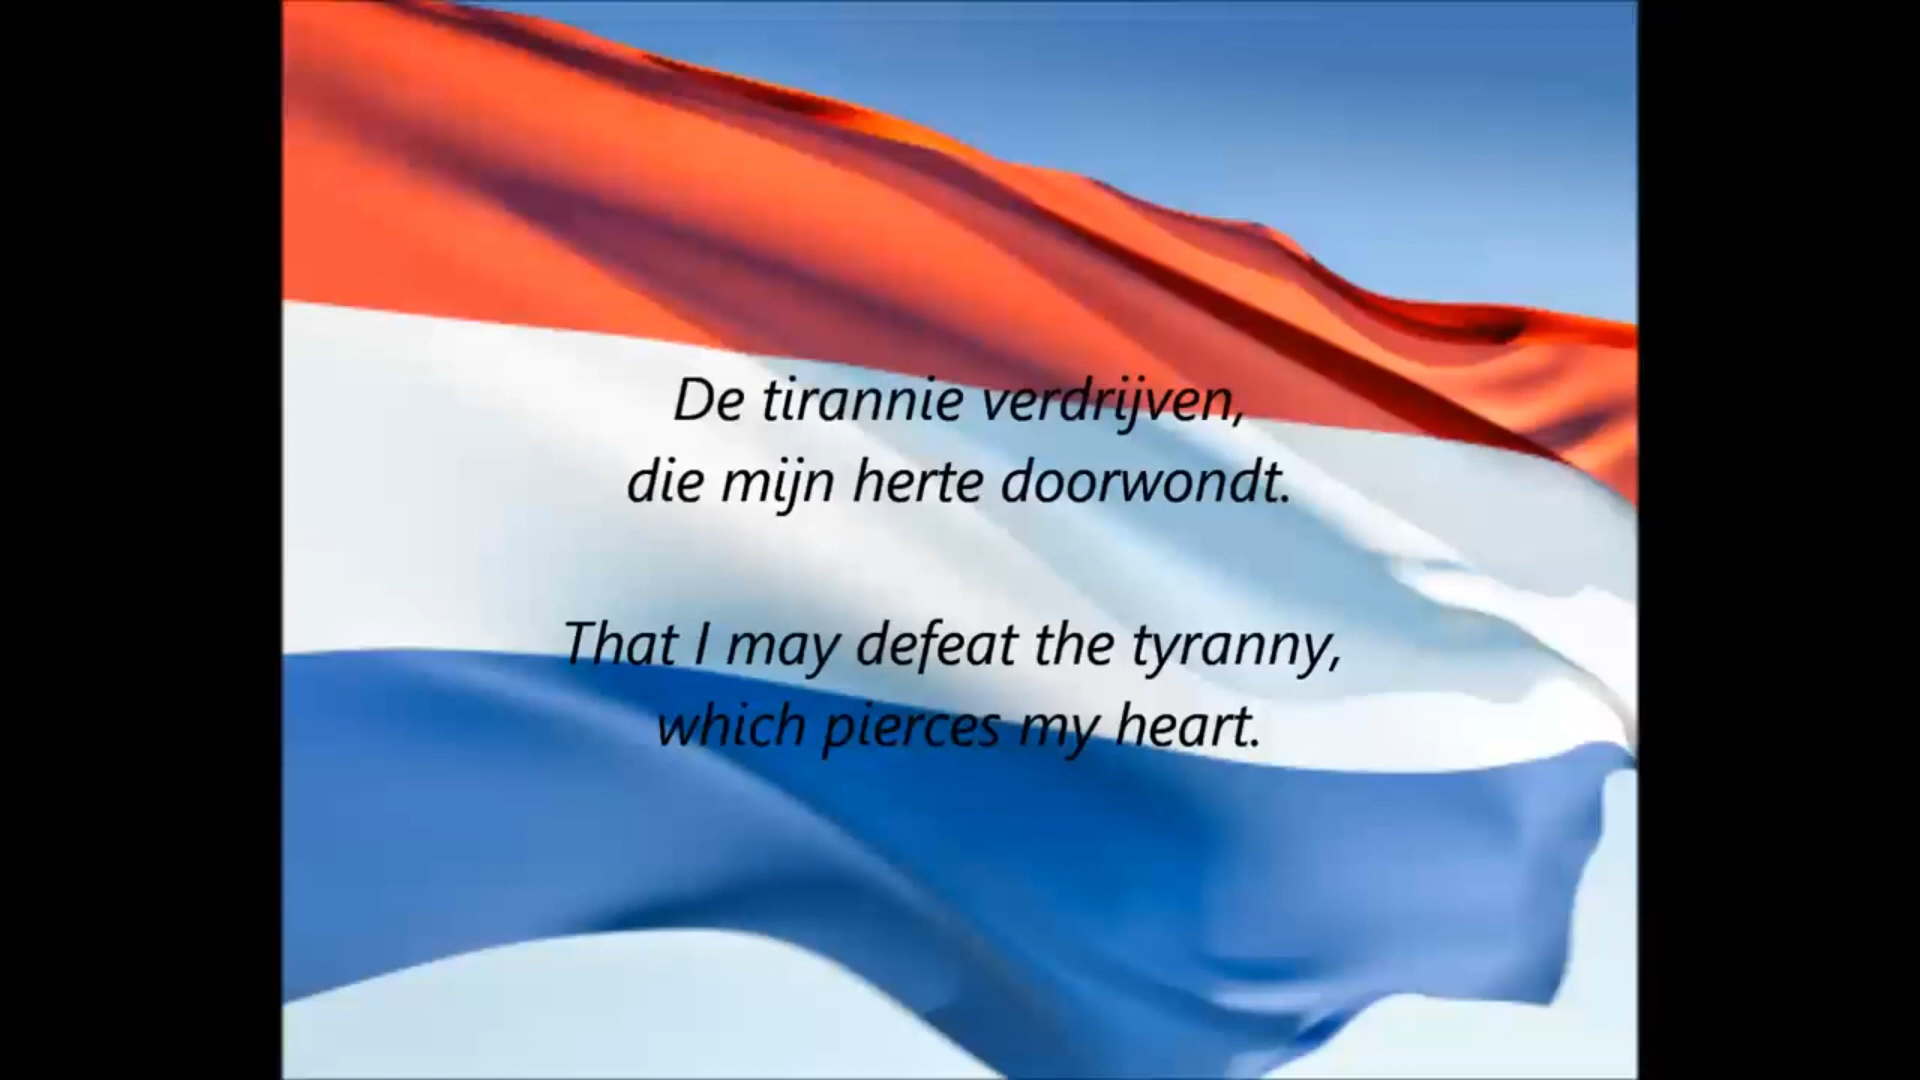 De tirannie verdrijven,
die mijn herte doorwondt.
That I may defeat the tyranny,
which pierces my heart.